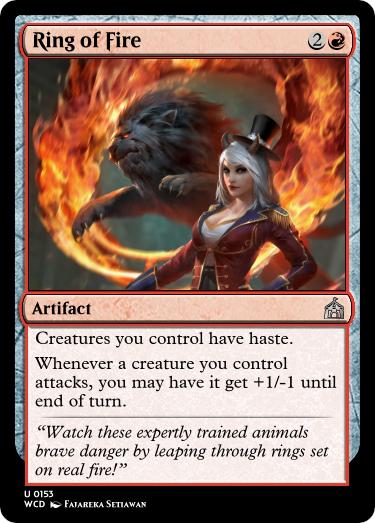 Ring of Fire 2
Artifact
Creatures you control have haste.
Whenever a creature you control
attacks, you may have it get +1/-1 until
end of turn.
“Watch these expertly trained animals
brave danger by leaping through rings set
on real fire!”
U 0153
WCD Fajareka Setiawan